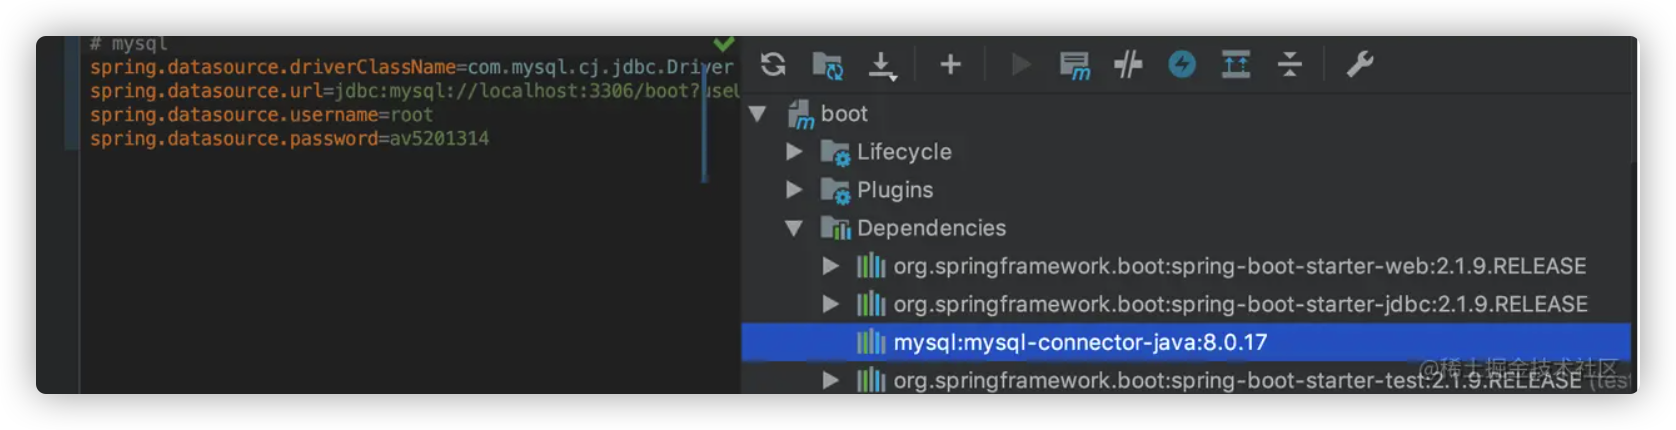 # mysql
spring.datasource.driverClassName=com.mysql.cj.jdbc.Driver
spring.datasource.url=jdbc:mysql://localhost:3306/boot?useU
spring.datasource.username=root
spring.datasource.password=av5201314
boot
Lifecycle
Plugins
Dependencies
org.springframework.boot:spring-boot-starter-web:2.1.9.RELEASE
org.springframework.boot:spring-boot-starter-jdbc:2.1.9.RELEASE
mysql:mysql-connector-java:8.0.17
org.springframework.boot:spring-boot-starter-test:2.1.9.RELEASE (test
@稀土掘金技术社区